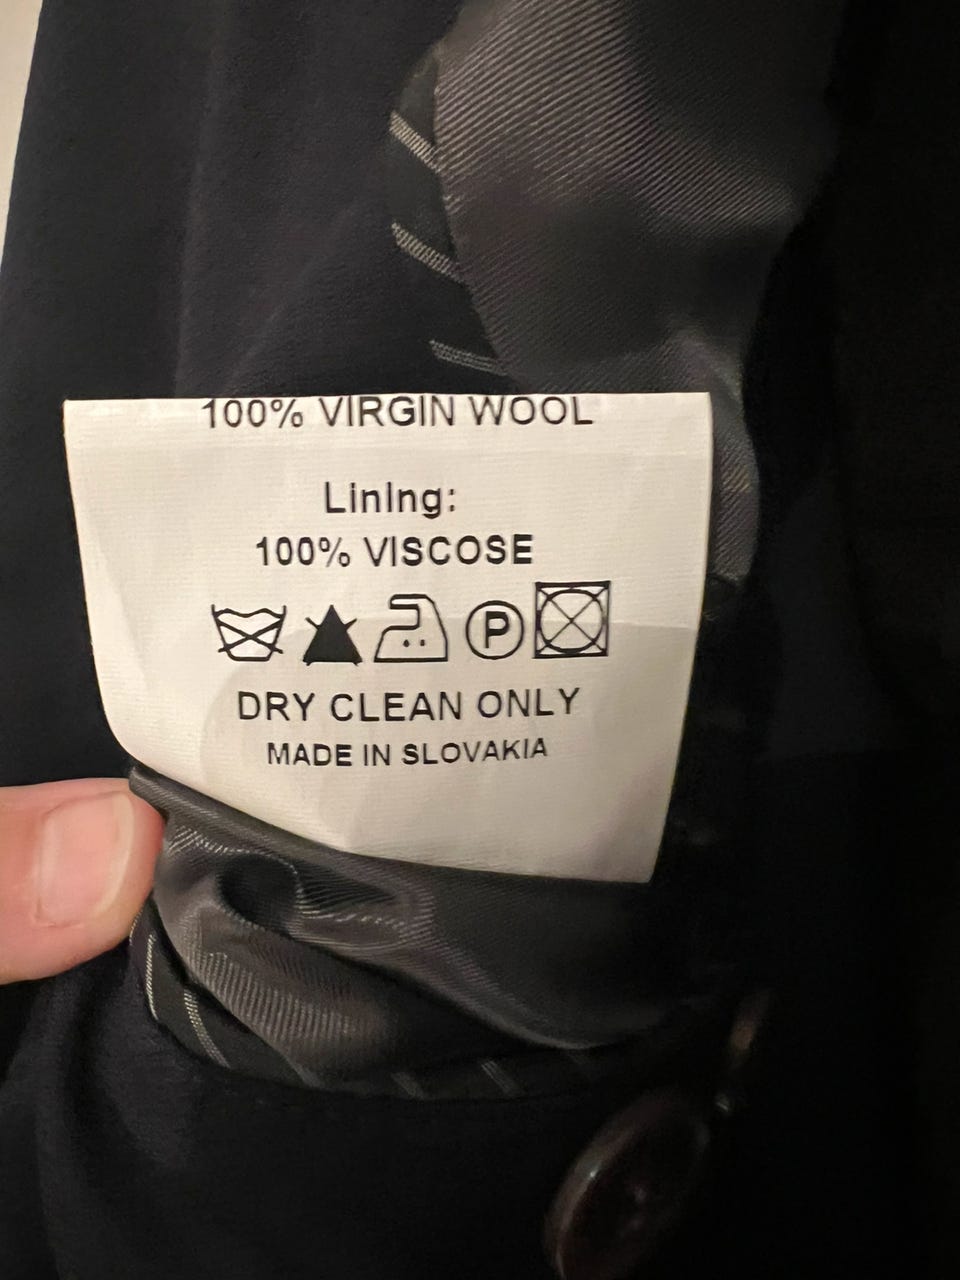 100% VIRGIN WOOL
LinIng:
100% VISCOSE
P
DRY CLEAN ONLY
MADE IN SLOVAKIA